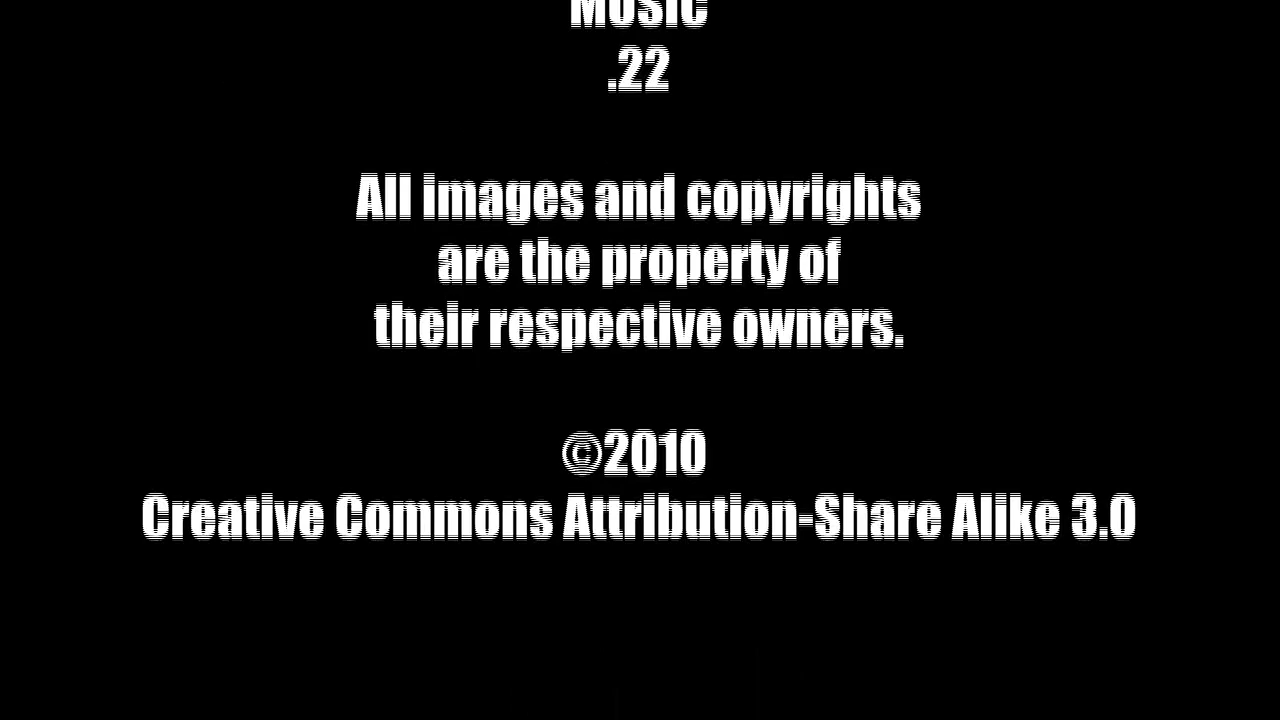 MUSIC
.22
All images and copyrights
are the property of
their respective owners.
©2010
Creative Commons Attribution-Share Alike 3.0